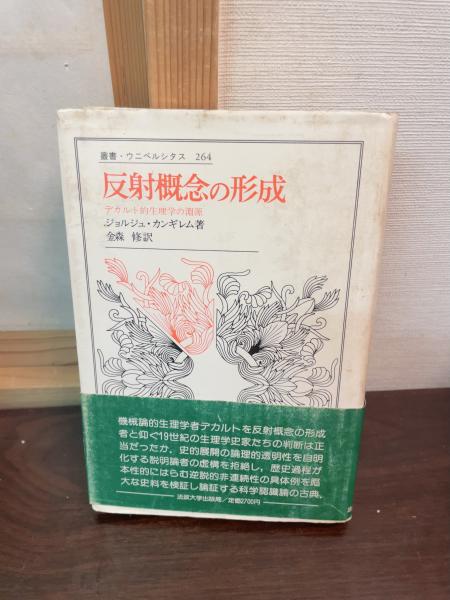 叢書・ウニベルシタス 264
反射概念の形成
デカルト的生理学の淵源
ジョルジュ・カンギレム著
金森 修訳
機械論的生理学者デカルトを反射概念の形成
者と仰ぐ19世紀の生理学史家たちの判断は正
当だったか。史的展開の論理的透明性を自明
化する説明論者の虚構を拒絶し，歴史過程が
本性的にはらむ逆説的非連続性の具体例を厖
大な史料を検証し論証する科学認識論の古典。
法政大学出版局／定価2700円